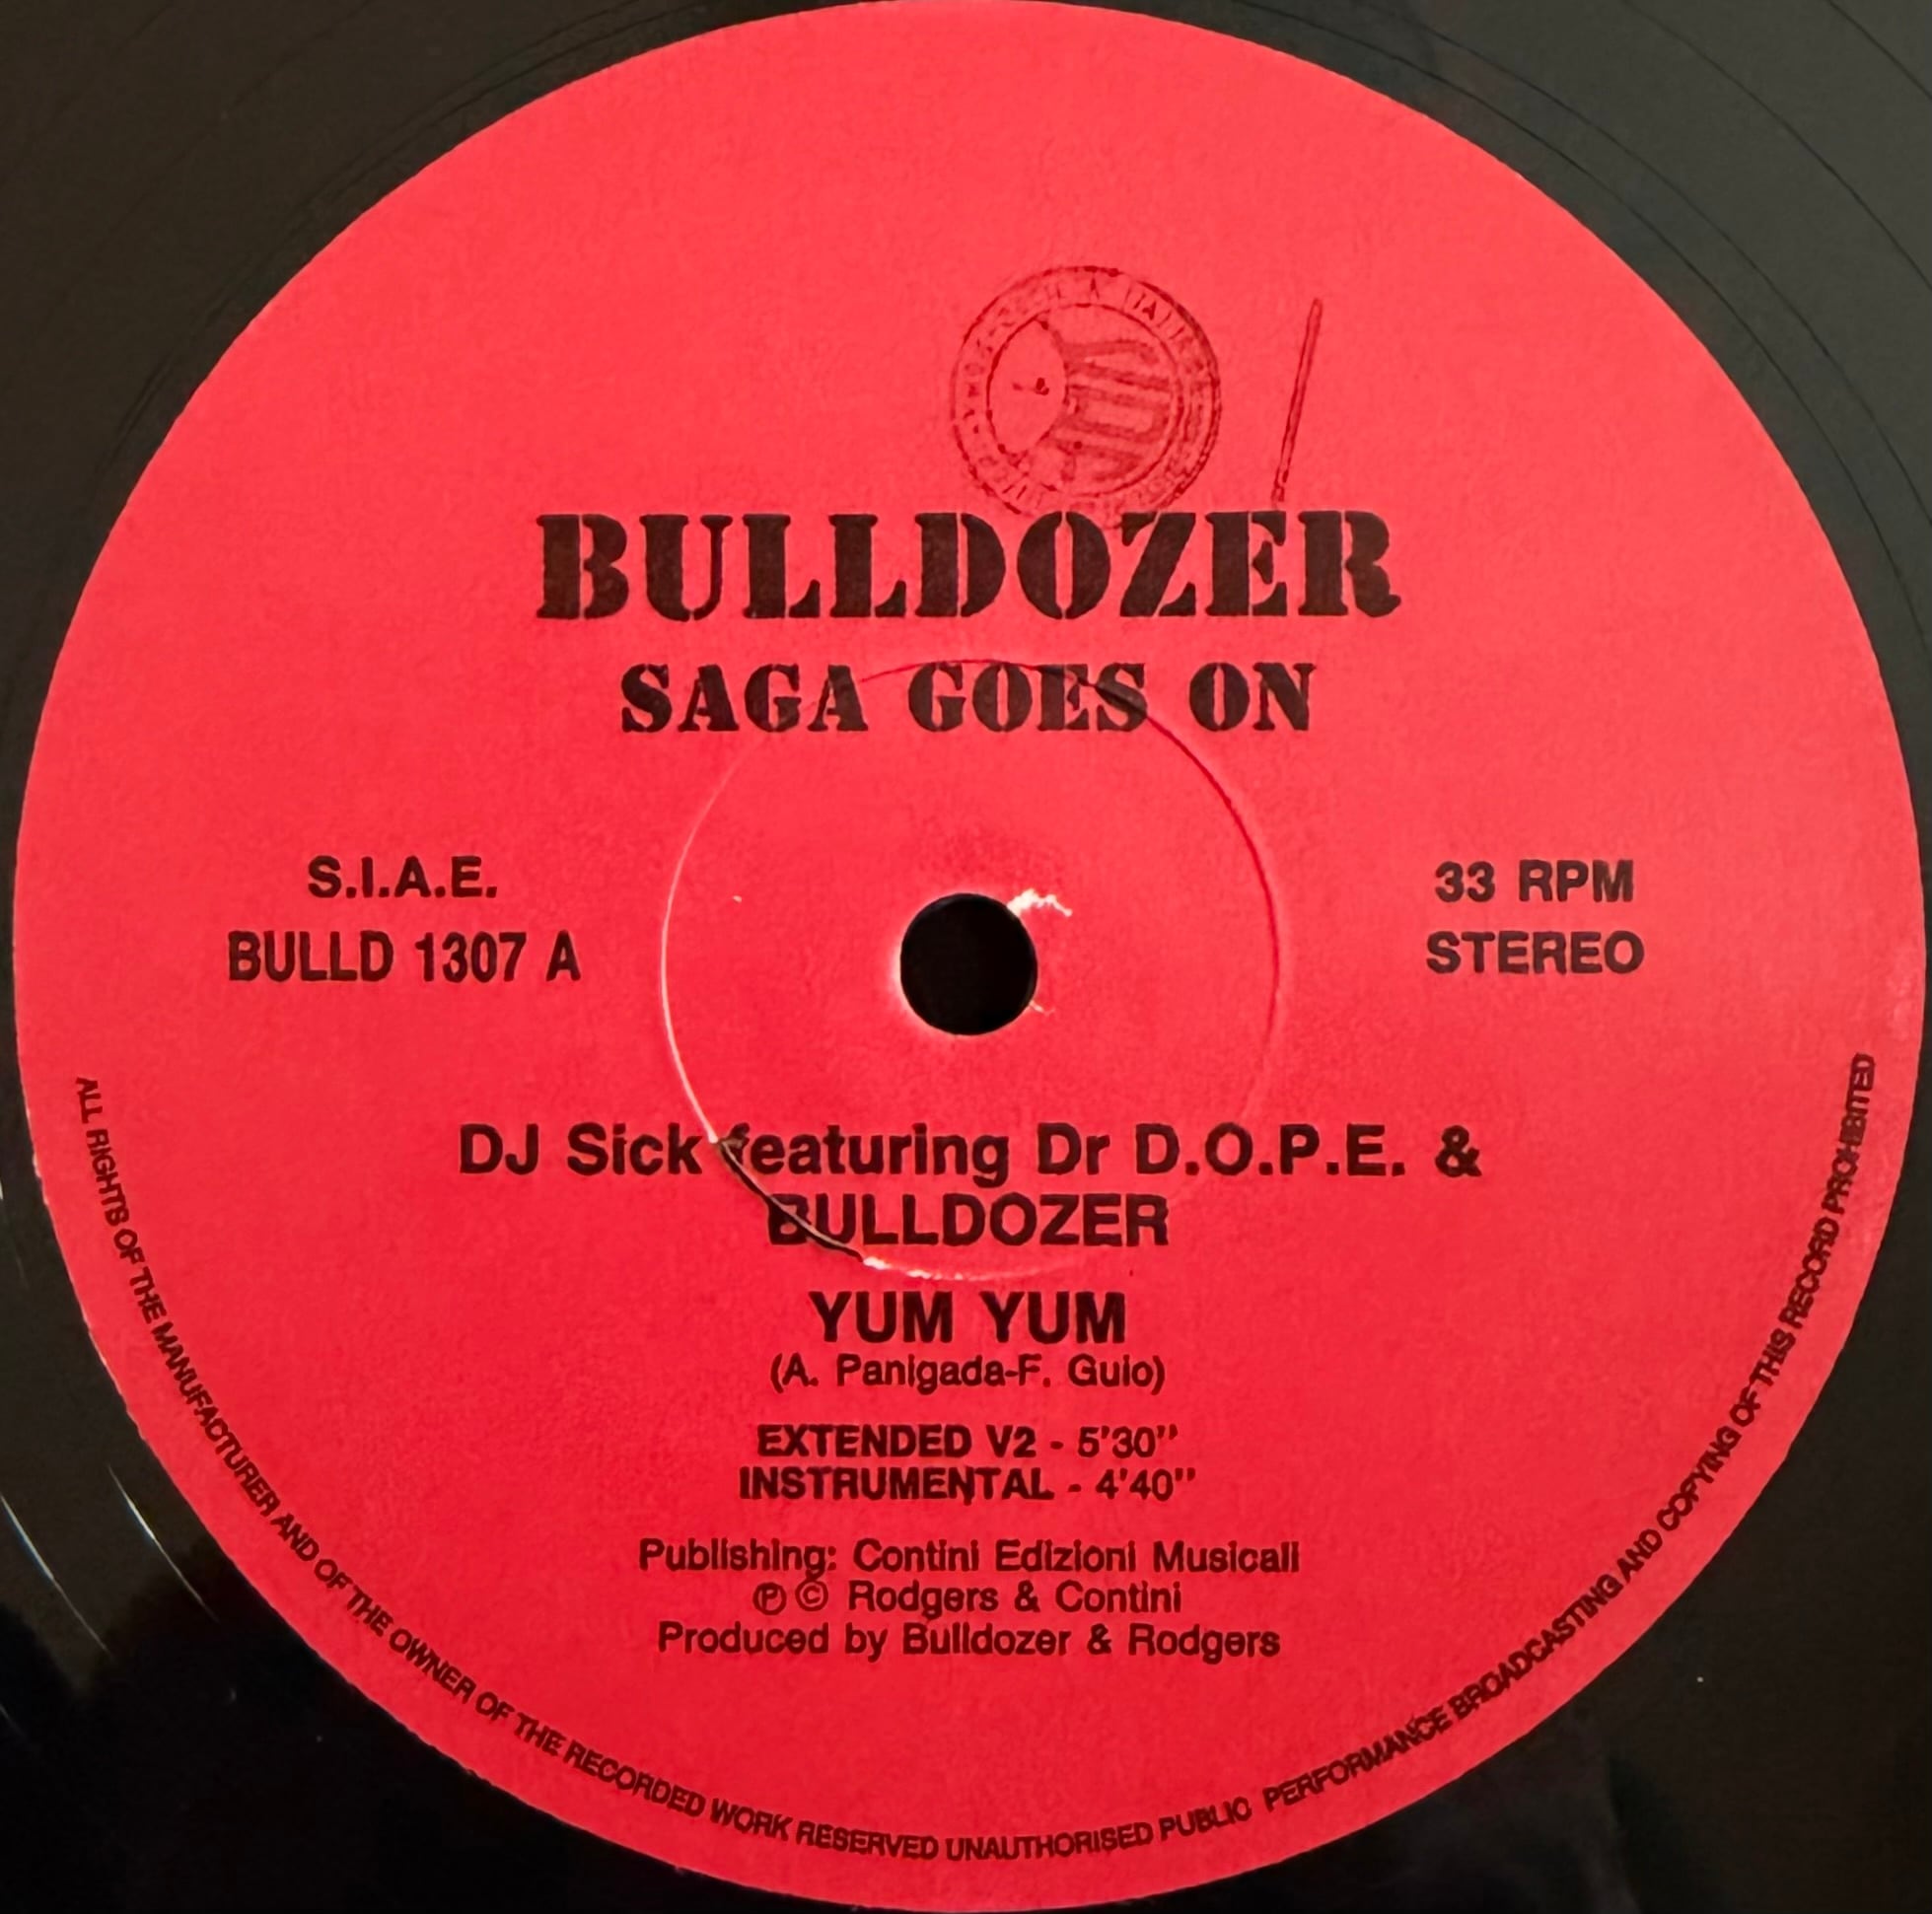 BULLDOZER
SAGA GOES ON
S.I.A.E.
BULLD 1307 A
33 RPM
STEREO
DJ Sick featuring Dr D.O.P.E. &
BULLDOZER
YUM YUM
(A. Panigada-F. Guio)
EXTENDED V2 - 5'30''
INSTRUMENTAL - 4'40''
Publishing: Contini Edizioni Musicali
℗ © Rodgers & Contini
Produced by Bulldozer & Rodgers
ALL RIGHTS OF THE MANUFACTURER AND OF THE OWNER OF THE RECORDED WORK RESERVED UNAUTHORISED PUBLIC PERFORMANCE BROADCASTING AND COPYING OF THIS RECORD PROHIBITED